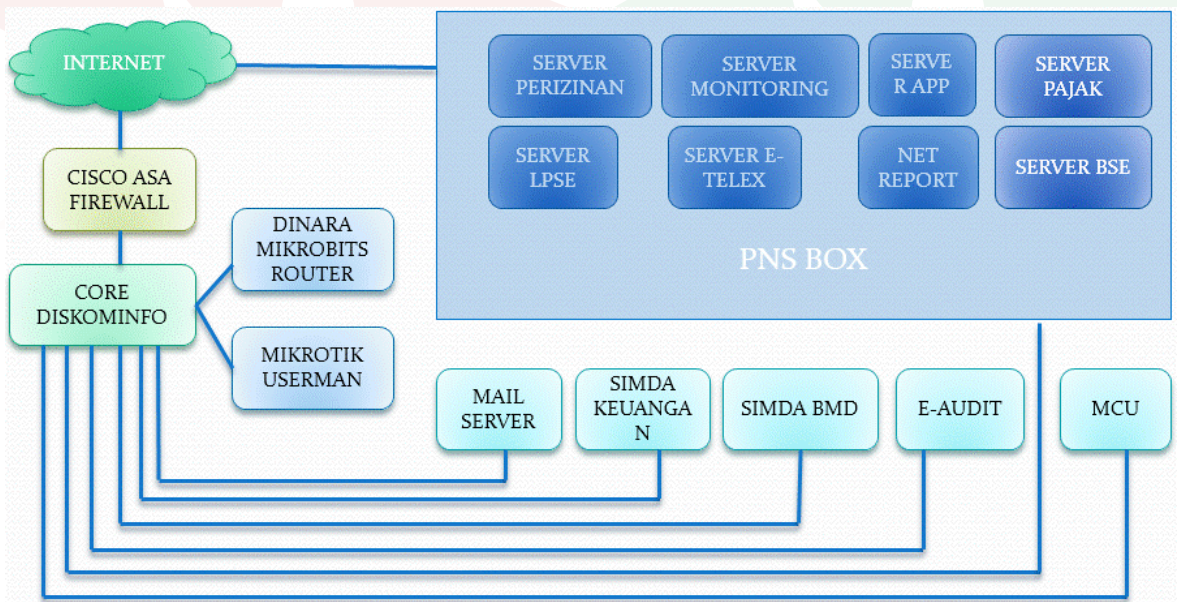 INTERNET
CISCO ASA
FIREWALL
CORE
DISKOMINFO
DINARA
MIKROBITS
ROUTER
MIKROTIK
USERMAN
SERVER
PERIZINAN
SERVER
MONITORING
SERVE
R APP
SERVER
PAJAK
SERVER
LPSE
SERVER E-
TELEX
NET
REPORT
SERVER BSE
PNS BOX
MAIL
SERVER
SIMDA
KEUANGA
N
SIMDA BMD
E-AUDIT
MCU